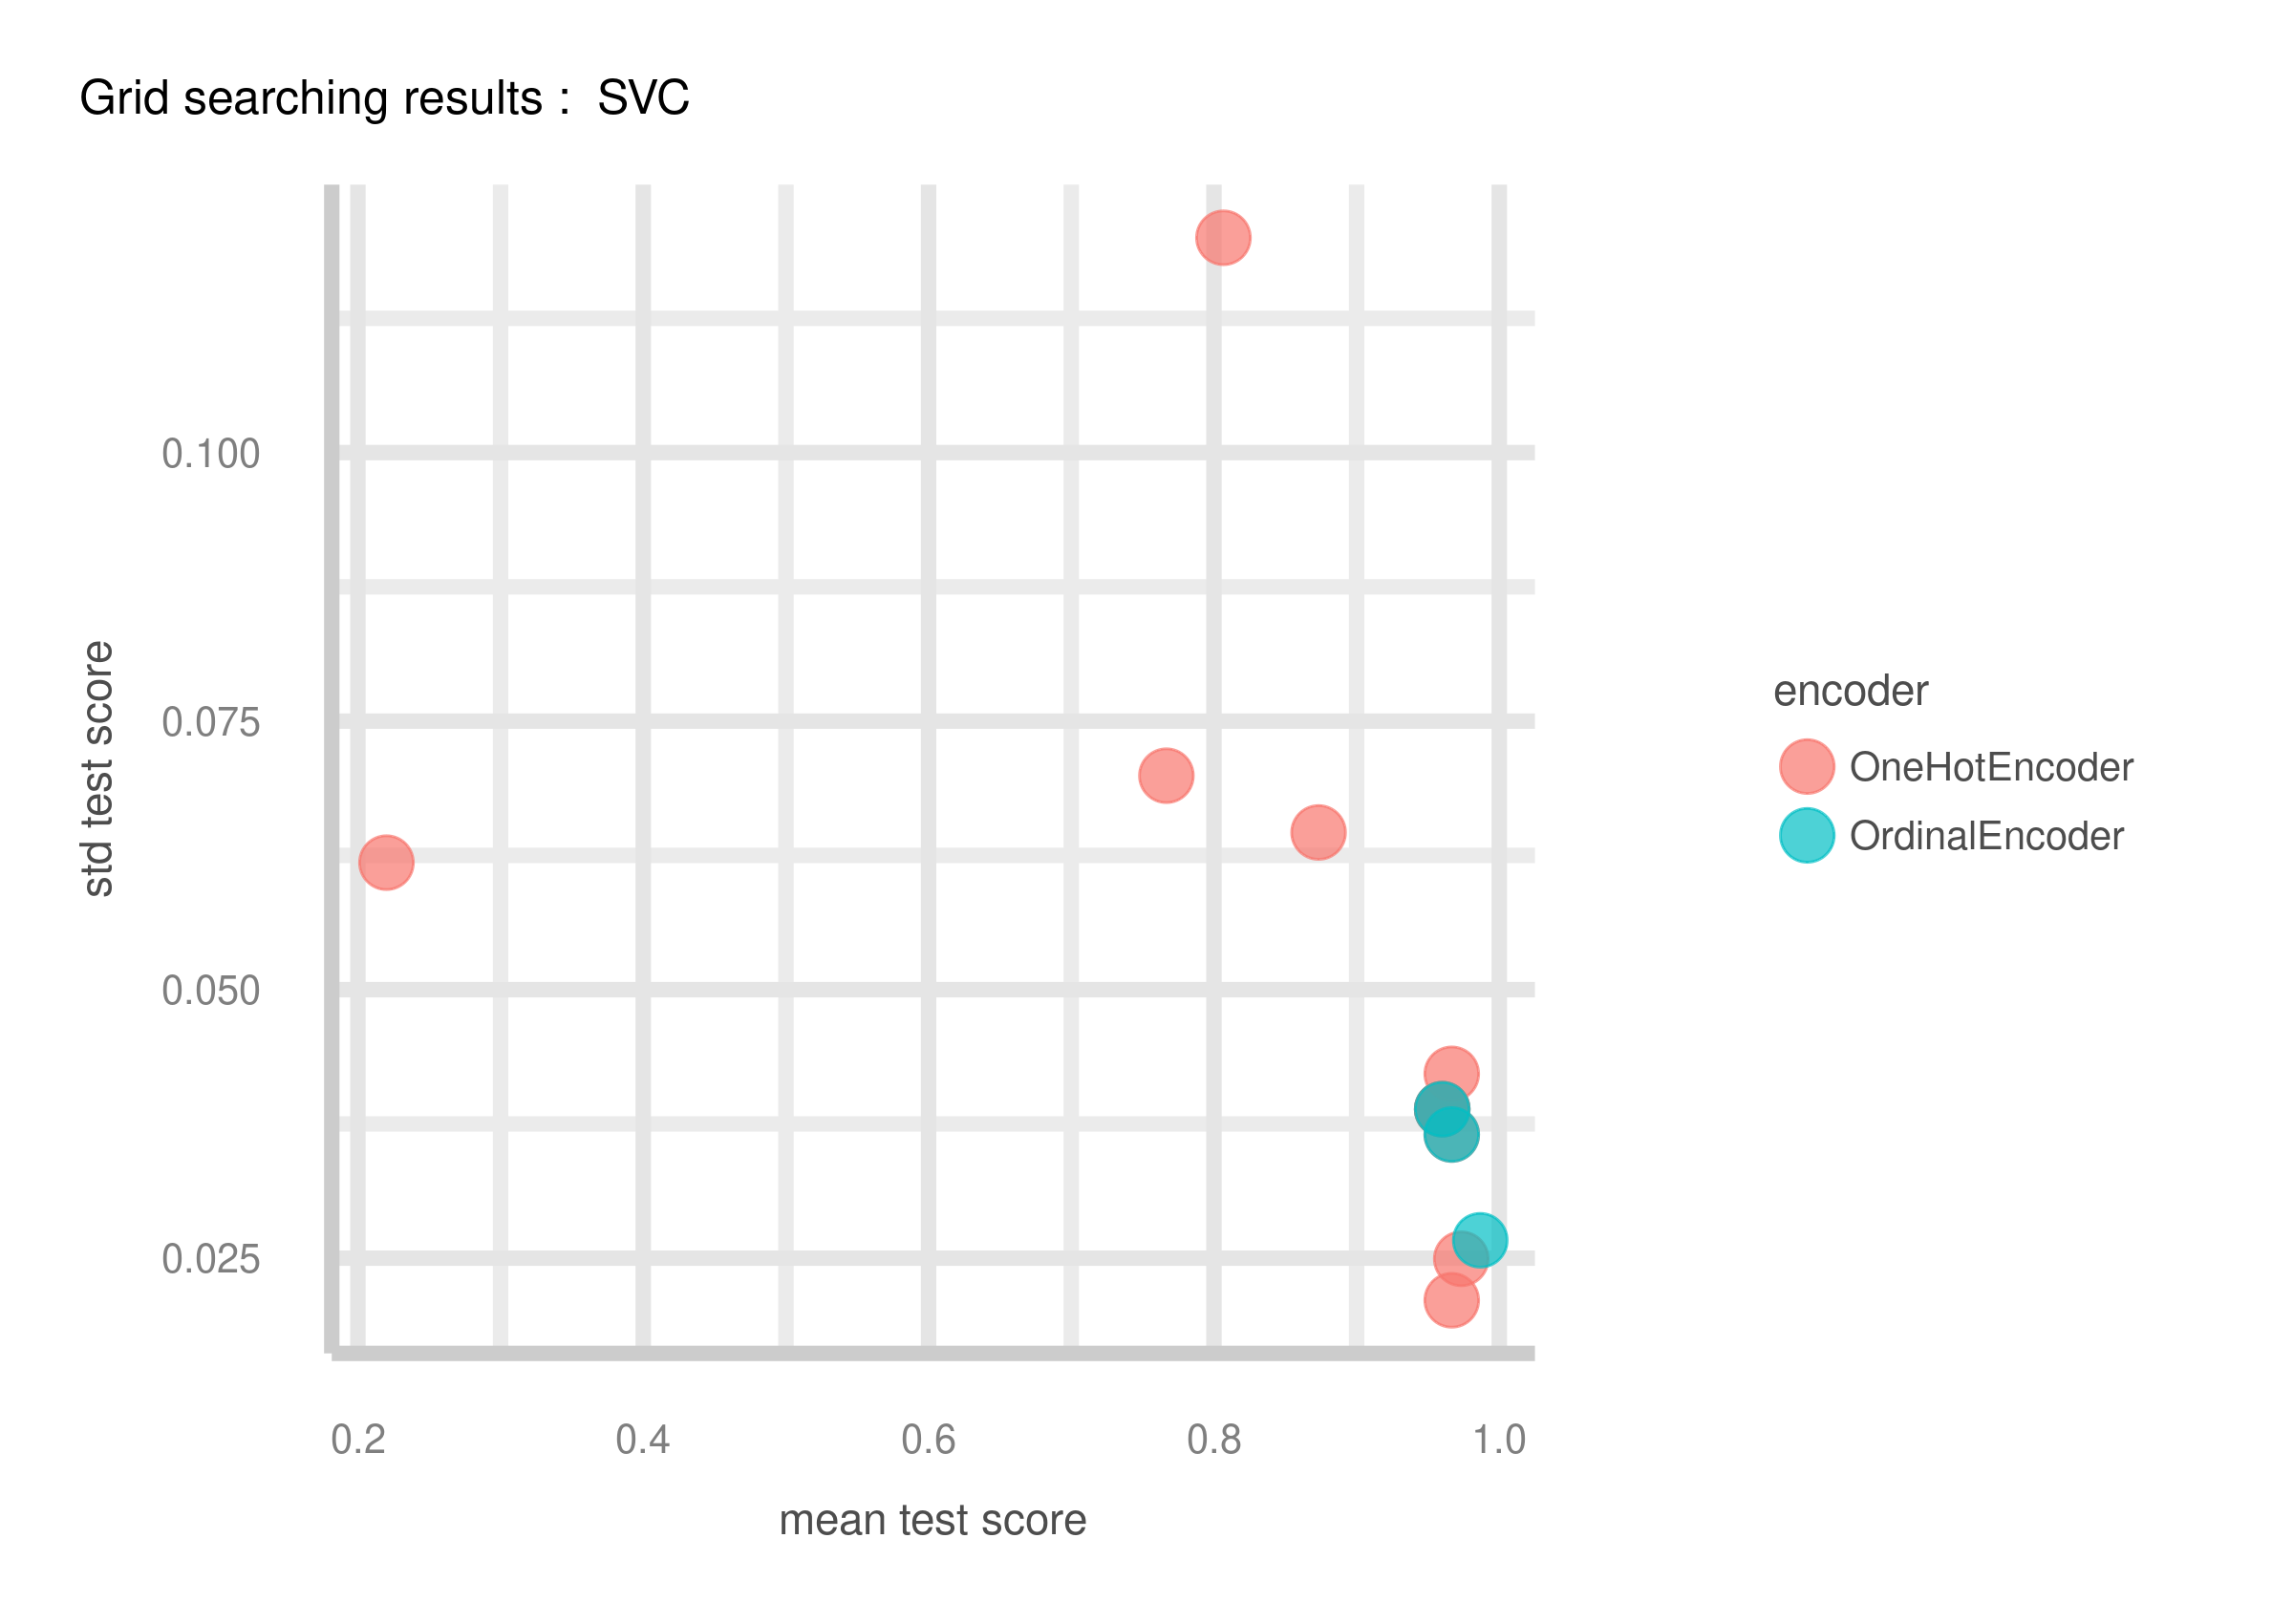 Grid searching results :  SVC
0.100
0.075
0.050
0.025
std test score
0.2 0.4 0.6 0.8 1.0
mean test score
encoder
OneHotEncoder
OrdinalEncoder